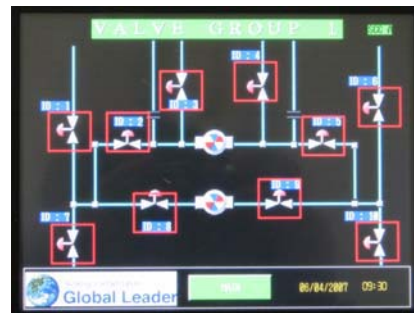 VALVE GROUP 1
ID : 4
ID : 1
ID : 3
ID : 6
ID : 2
ID : 5
ID : 7
ID : 8
ID : 10
Global Leader
MAIN
06/04/2007 09:30